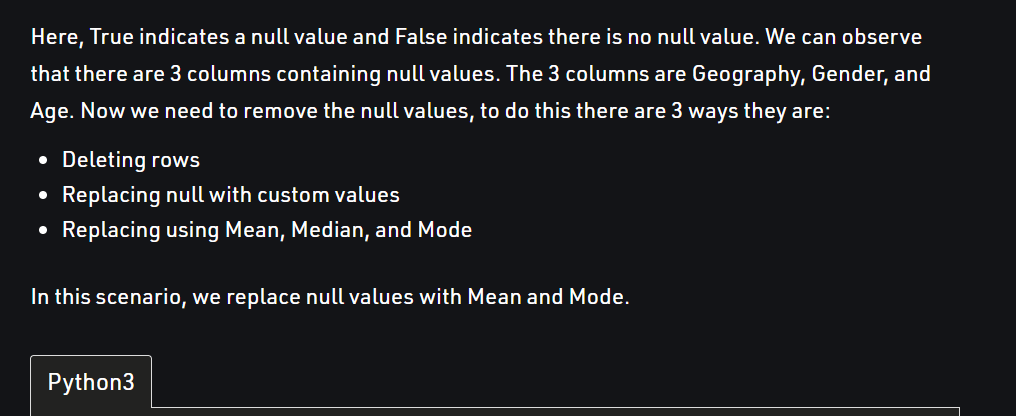 Here, True indicates a null value and False indicates there is no null value. We can observe
that there are 3 columns containing null values. The 3 columns are Geography, Gender, and
Age. Now we need to remove the null values, to do this there are 3 ways they are:
• Deleting rows
• Replacing null with custom values
• Replacing using Mean, Median, and Mode
In this scenario, we replace null values with Mean and Mode.
Python3